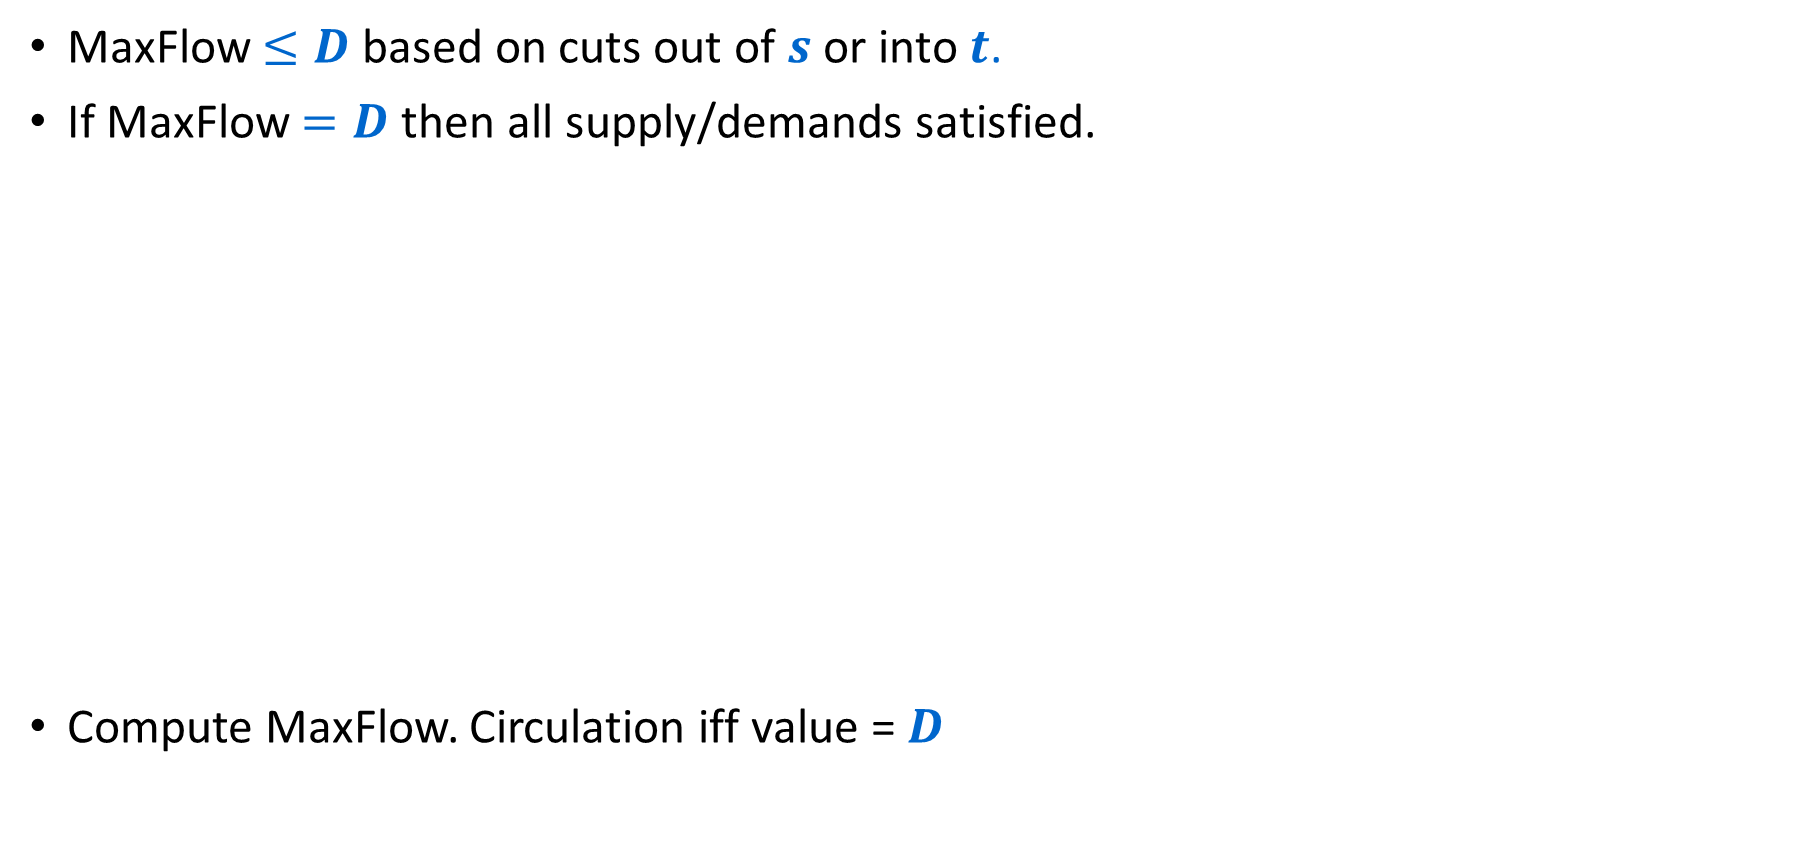 • MaxFlow ≤ D based on cuts out of s or into t.
• If MaxFlow = D then all supply/demands satisfied.
• Compute MaxFlow. Circulation iff value = D